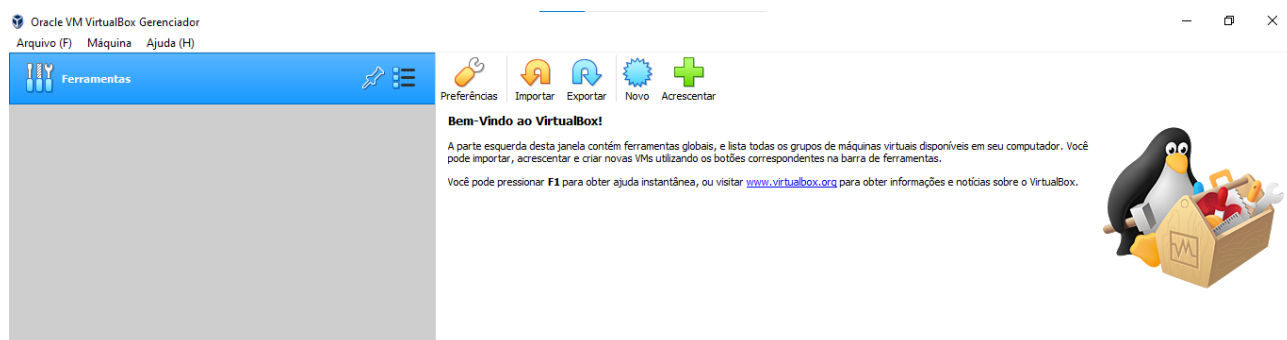 Oracle VM VirtualBox Gerenciador
Arquivo (F) Máquina Ajuda (H)
Ferramentas
Preferências Importar Exportar Novo Acrescentar
Bem-Vindo ao VirtualBox!
A parte esquerda desta janela contém ferramentas globais, e lista todas os grupos de máquinas virtuais disponíveis em seu computador. Você
pode importar, acrescentar e criar novas VMs utilizando os botões correspondentes na barra de ferramentas.
Você pode pressionar F1 para obter ajuda instantânea, ou visitar www.virtualbox.org para obter informações e notícias sobre o VirtualBox.